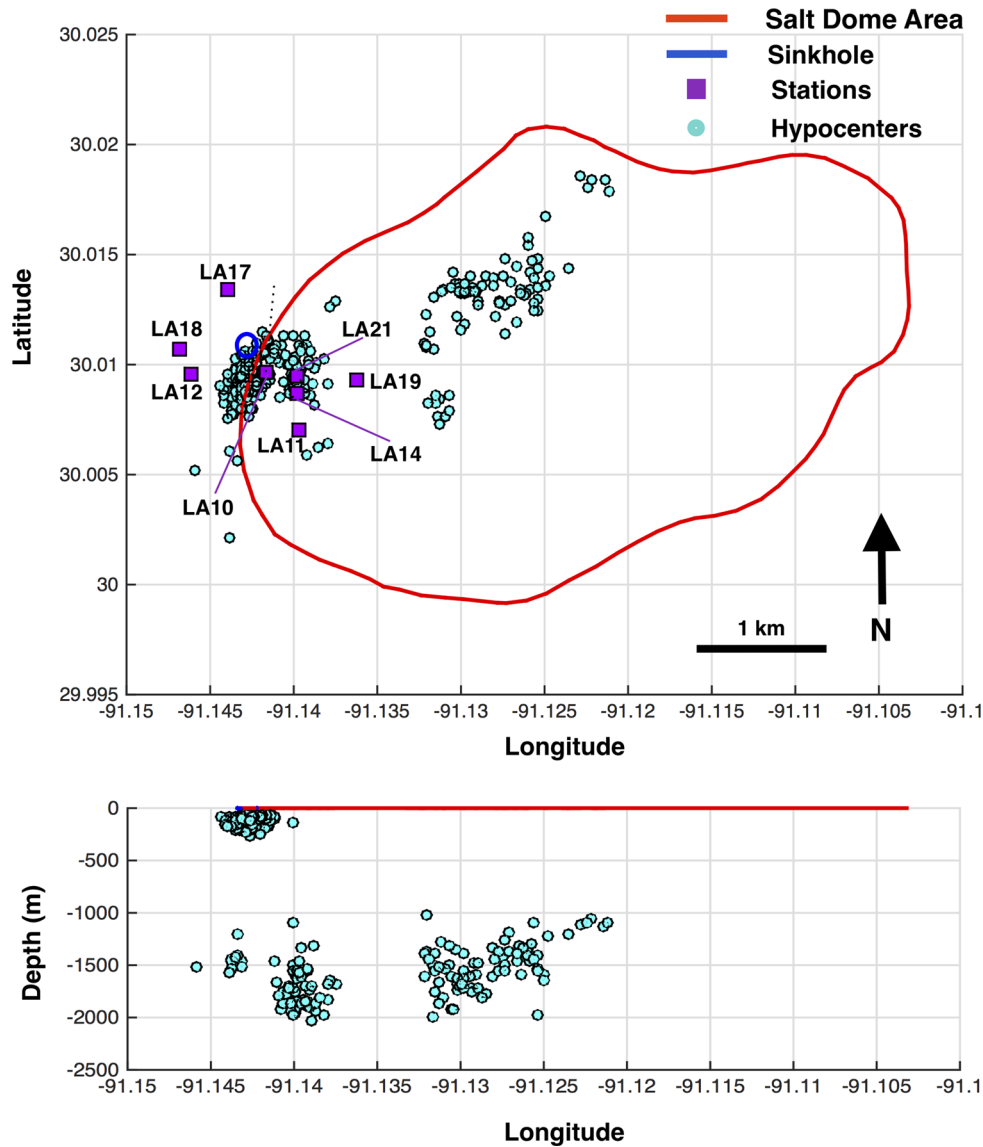 Salt Dome Area
Sinkhole
Stations
Hypocenters
30.025
30.02
30.015
30.01
30.005
30
29.995
Latitude
LA17
LA18
LA21
LA12
LA19
LA11
LA14
LA10
1 km
N
-91.15 -91.145 -91.14 -91.135 -91.13 -91.125 -91.12 -91.115 -91.11 -91.105 -91.1
Longitude
0
-500
-1000
-1500
-2000
-2500
Depth (m)
-91.15 -91.145 -91.14 -91.135 -91.13 -91.125 -91.12 -91.115 -91.11 -91.105 -91.1
Longitude